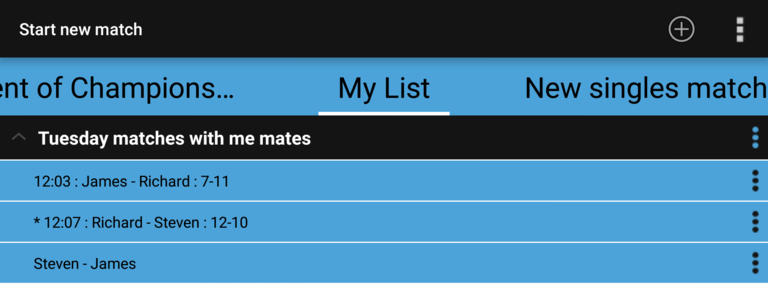 Start new match
nt of Champions...
My List
New singles match
Tuesday matches with me mates
12:03 : James - Richard : 7-11
* 12:07 : Richard - Steven : 12-10
Steven - James